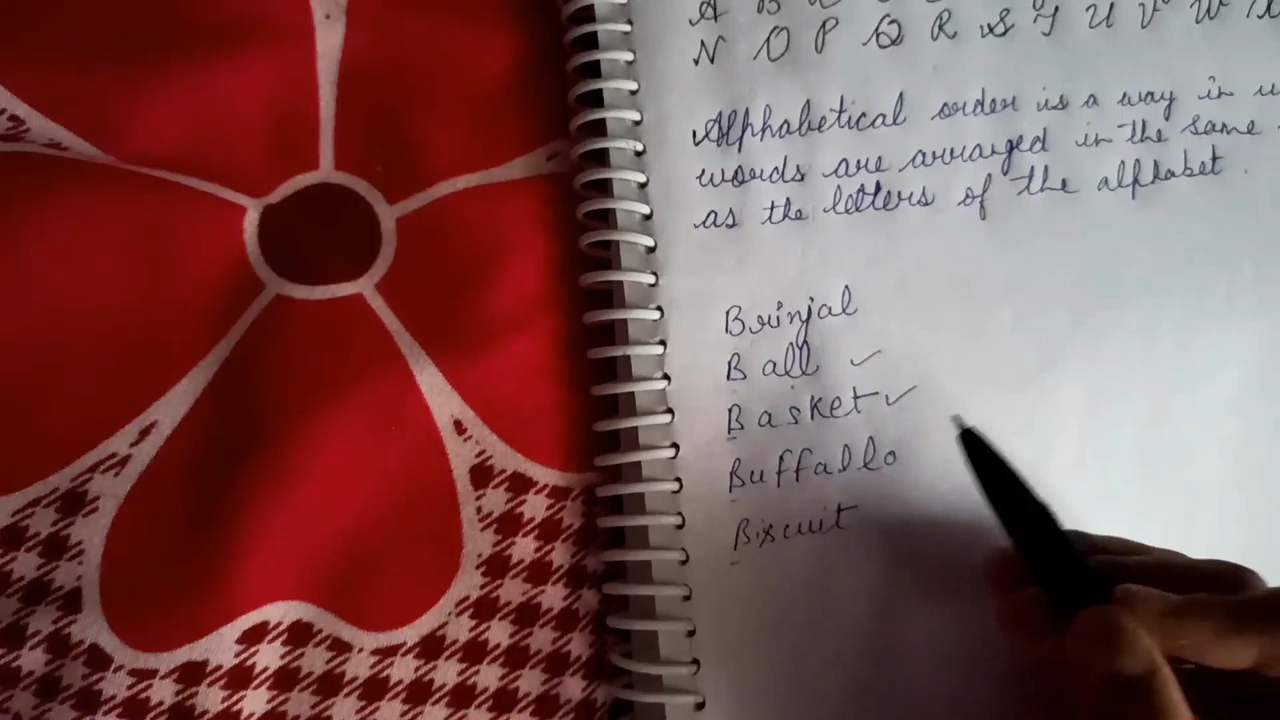 A B
N O P Q R S T U V W X
Alphabetical order is a way in
words are arranged in the same
as the letters of the alphabet.
Brinjal
Ball ✓
Basket ✓
Buffallo
Biscuit